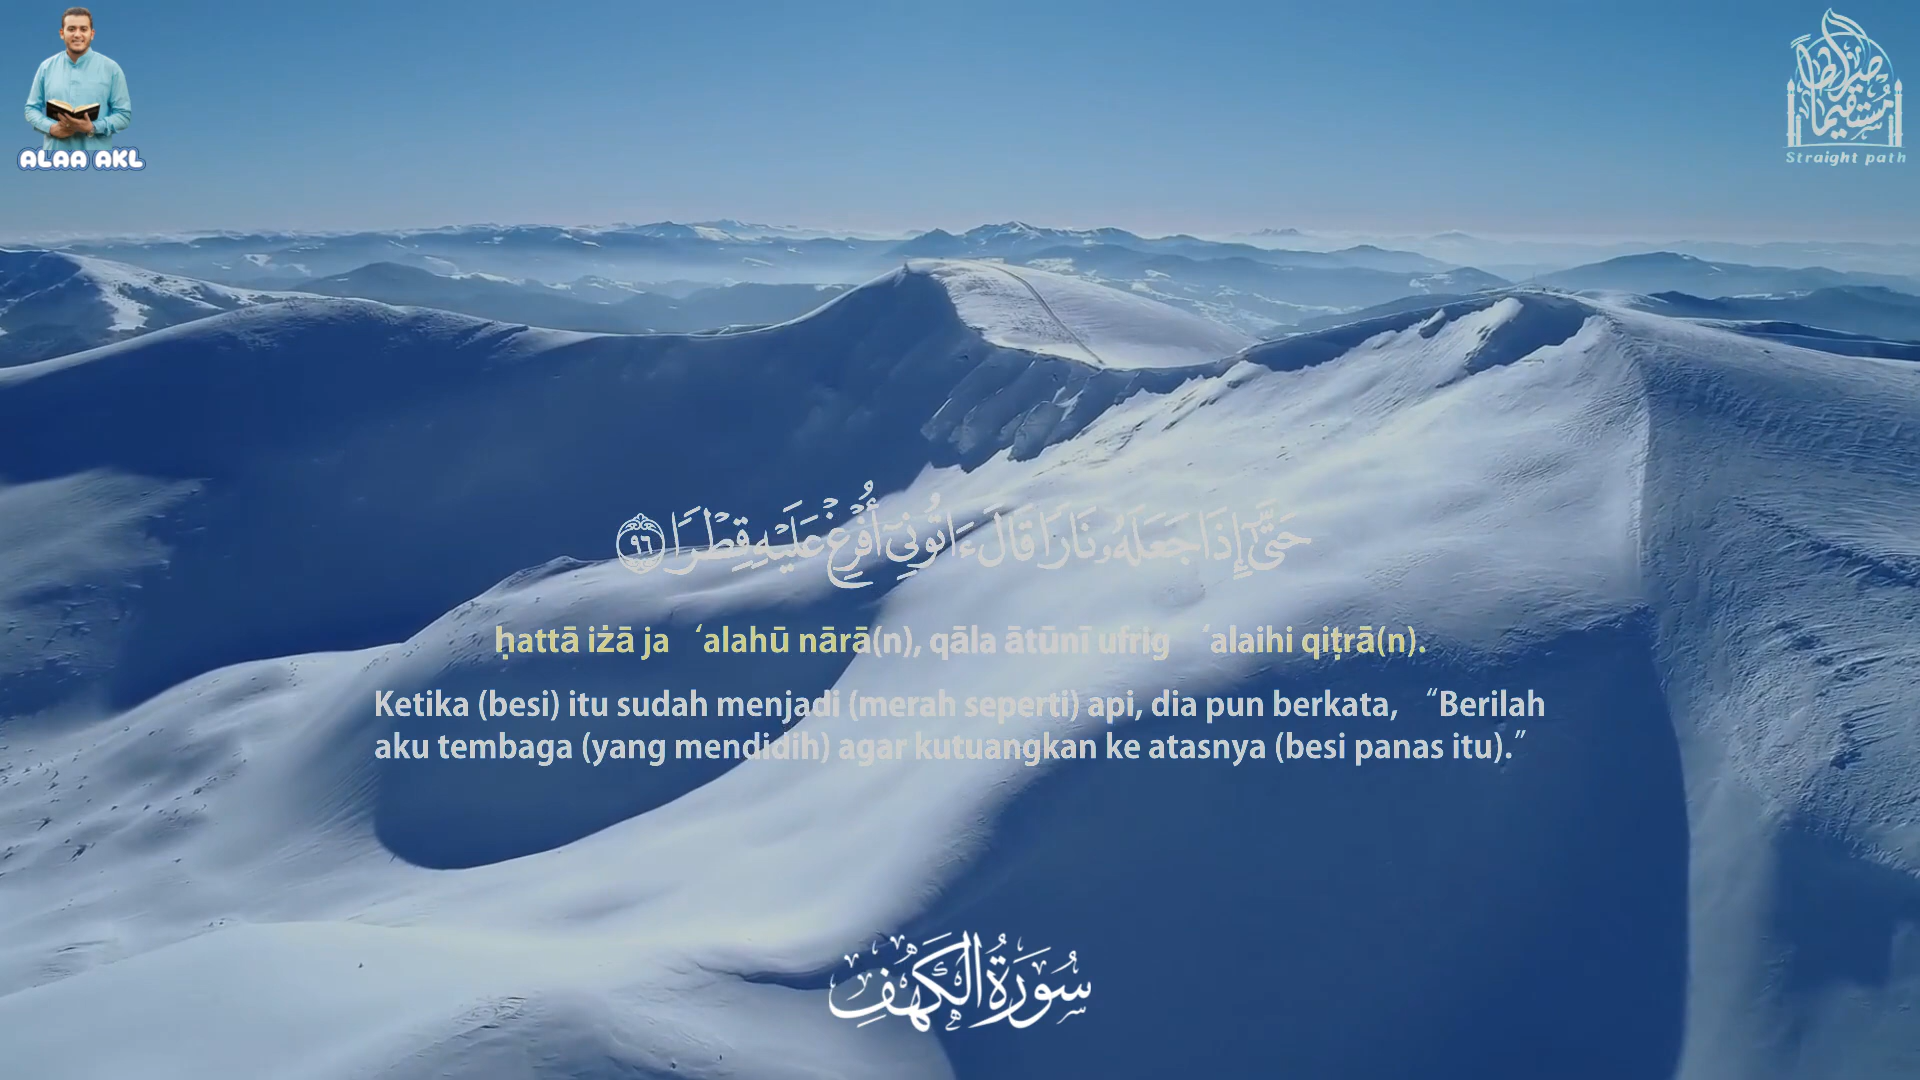 ALAA AKL
صراطا مستقيما
Straight path
حَتَّىٰٓ إِذَا جَعَلَهُۥ نَارًا قَالَ ءَاتُونِىٓ أُفْرِغْ عَلَيْهِ قِطْرًا ٩٦
ḥattā iżā ja‘alahū nārā(n), qāla ātūnī ufrig ‘alaihi qiṭrā(n).
Ketika (besi) itu sudah menjadi (merah seperti) api, dia pun berkata, “Berilah
aku tembaga (yang mendidih) agar kutuangkan ke atasnya (besi panas itu).”
سُورَةُ الْكَهْفِ